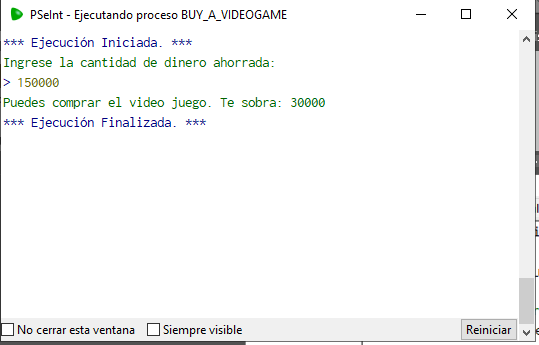 PSeInt - Ejecutando proceso BUY_A_VIDEOGAME
*** Ejecución Iniciada. ***
Ingrese la cantidad de dinero ahorrada:
> 150000
Puedes comprar el video juego. Te sobra: 30000
*** Ejecución Finalizada. ***
No cerrar esta ventana Siempre visible Reiniciar